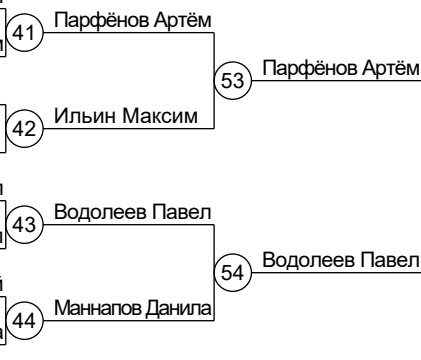 41
Парфёнов Артём
53
Парфёнов Артём
42
Ильин Максим
43
Водолеев Павел
54
Водолеев Павел
44
Маннапов Данила